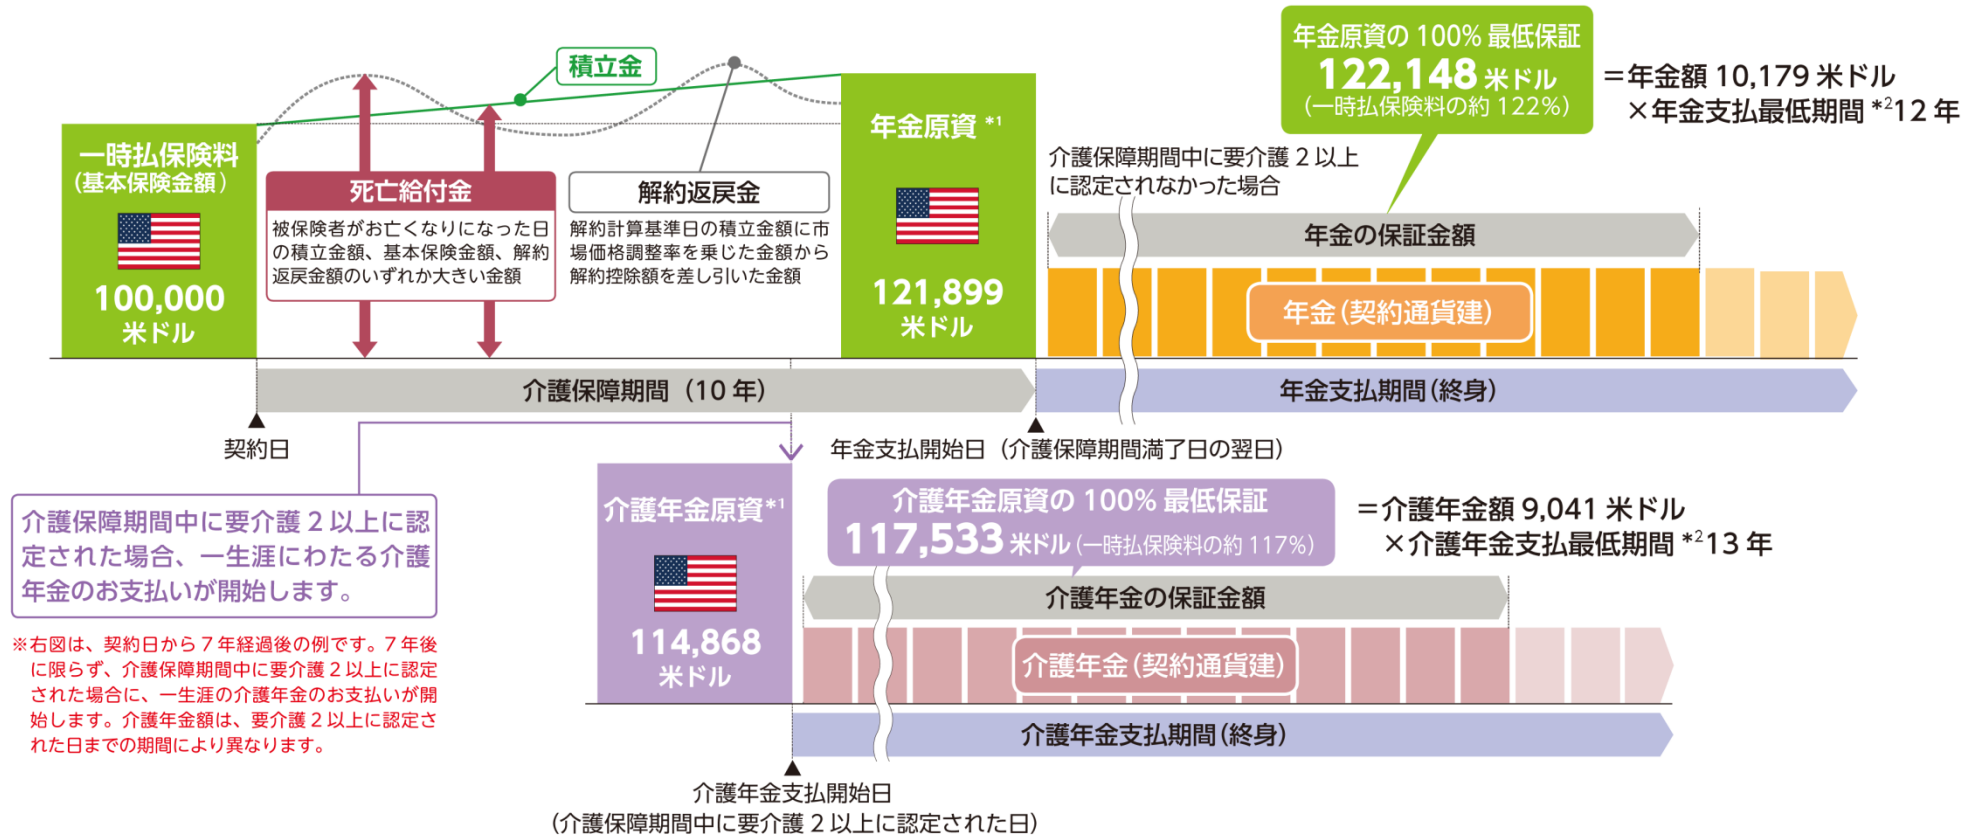 一時払保険料
(基本保険金額)
100,000
米ドル
積立金
死亡給付金
被保険者がお亡くなりになった日
の積立金額、基本保険金額、解約
返戻金額のいずれか大きい金額
解約返戻金
解約計算基準日の積立金額に市
場価格調整率を乗じた金額から
解約控除額を差し引いた金額
年金原資 *1
121,899
米ドル
年金原資の 100% 最低保証
122,148 米ドル
(一時払保険料の約 122%)
=年金額 10,179 米ドル
×年金支払最低期間 *2 12 年
介護保障期間中に要介護 2 以上
に認定されなかった場合
年金の保証金額
年金(契約通貨建)
介護保障期間 (10 年)
年金支払期間(終身)
契約日
年金支払開始日 (介護保障期間満了日の翌日)
介護保障期間中に要介護 2 以上に認
定された場合、一生涯にわたる介護
年金のお支払いが開始します。
※右図は、契約日から 7 年経過後の例です。7 年後
に限らず、介護保障期間中に要介護 2 以上に認定
された場合に、一生涯の介護年金のお支払いが開
始します。介護年金額は、要介護 2 以上に認定さ
れた日までの期間により異なります。
介護年金原資*1
114,868
米ドル
介護年金原資の 100% 最低保証
117,533 米ドル (一時払保険料の約 117%)
=介護年金額 9,041 米ドル
×介護年金支払最低期間 *2 13 年
介護年金の保証金額
介護年金(契約通貨建)
介護年金支払期間(終身)
介護年金支払開始日
(介護保障期間中に要介護 2 以上に認定された日)